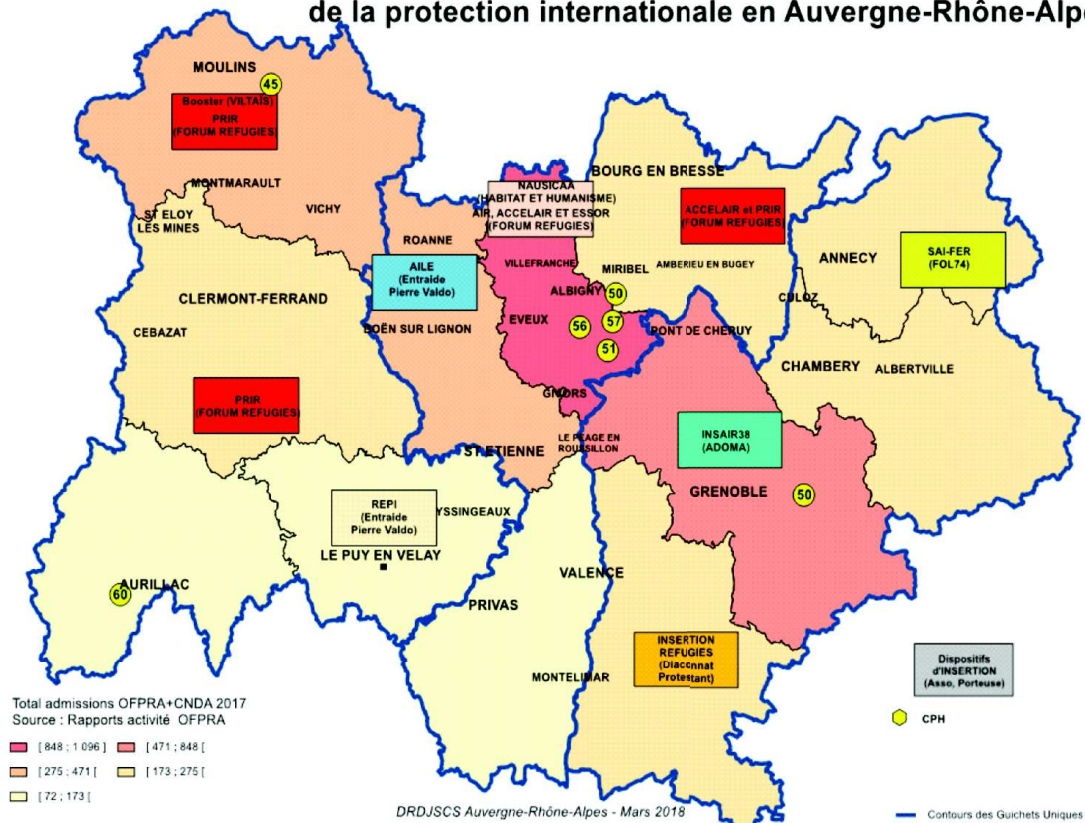 de la protection internationale en Auvergne-Rhône-Alpe
MOULINS
45
Booster (VILTAÏS)
PRIR
(FORUM REFUGIES)
MONTMARAULT
VICHY
ST ELOY
LES MINES
CLERMONT-FERRAND
CEBAZAT
PRIR
(FORUM REFUGIES)
ROANNE
AILE
(Entraide
Pierre Valdo)
BOËN SUR LIGNON
NAUSICAA
(HABITAT ET HUMANISME)
AIR, ACCELAIR ET ESSOR
(FORUM REFUGIES)
VILLEFRANCHE
ALBIGNY
EVEUX
50
56
57
51
BOURG EN BRESSE
ACCELAIR et PRIR
(FORUM REFUGIES)
MIRIBEL
AMBERIEU EN BUGEY
CULOZ
PONT DE CHERUY
ANNECY
SAI-FER
(FOL74)
CHAMBERY
ALBERTVILLE
GIVORS
LE PEAGE EN
ROUSSILLON
ST ETIENNE
INSAIR38
(ADOMA)
GRENOBLE
50
REPI
(Entraide
Pierre Valdo)
YSSINGEAUX
LE PUY EN VELAY
AURILLAC
60
PRIVAS
VALENCE
MONTELIMAR
INSERTION
REFUGIES
(Diaconnat
Protestant)
Dispositifs
d'INSERTION
(Asso, Porteuse)
CPH
Total admissions OFPRA+CNDA 2017
Source : Rapports activité OFPRA
[ 848 ; 1 096 ]
[ 471 ; 848 [
[ 275 ; 471 [
[ 173 ; 275 [
[ 72 ; 173 [
DRDJSCS Auvergne-Rhône-Alpes - Mars 2018
Contours des Guichets Uniques